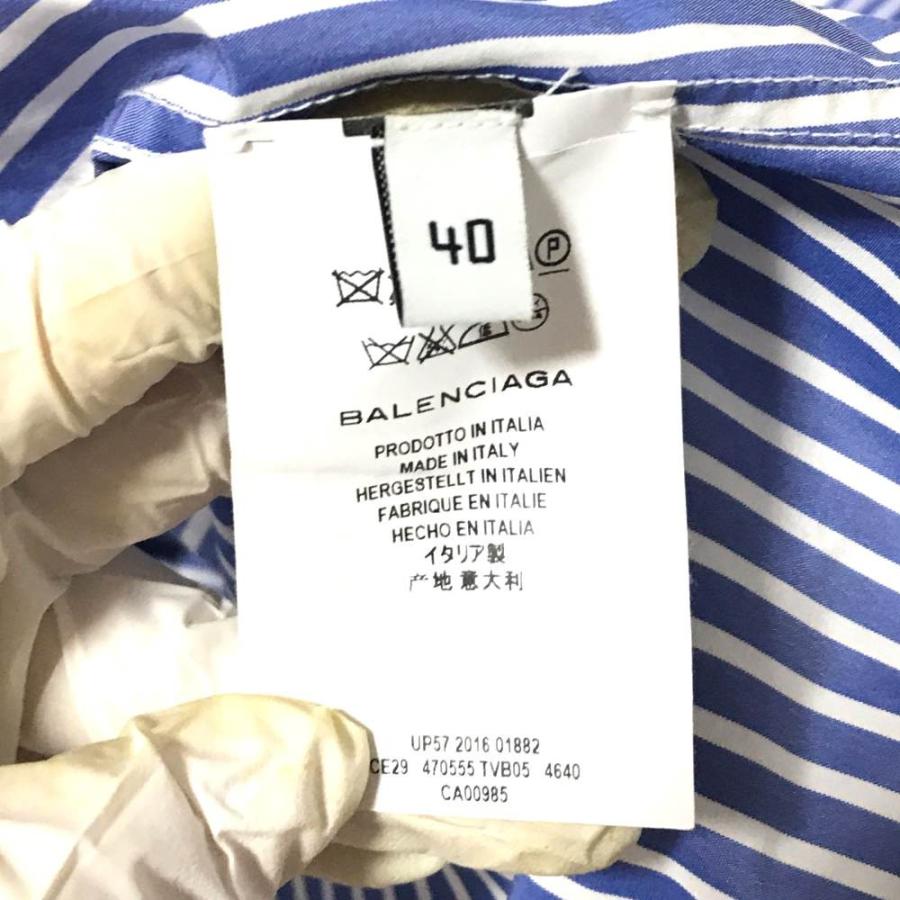 40
P
BALENCIAGA
PRODOTTO IN ITALIA
MADE IN ITALY
HERGESTELLT IN ITALIEN
FABRIQUE EN ITALIE
HECHO EN ITALIA
イタリア製
产地 意大利
UP57 2016 01882
CE29 470555 TVB05 4640
CA00985